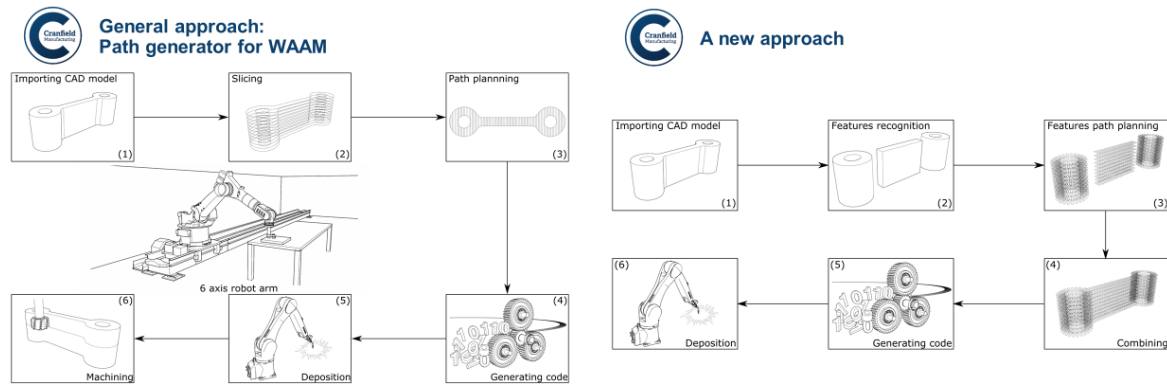 Cranfield
Manufacturing
General approach:
Path generator for WAAM
Importing CAD model
(1)
Slicing
(2)
Path plannning
(3)
6 axis robot arm
(6)
Machining
(5)
Deposition
(4)
10110
Generating code
Cranfield
Manufacturing
A new approach
Importing CAD model
(1)
Features recognition
(2)
Features path planning
(3)
(6)
Deposition
(5)
10110
Generating code
(4)
Combining